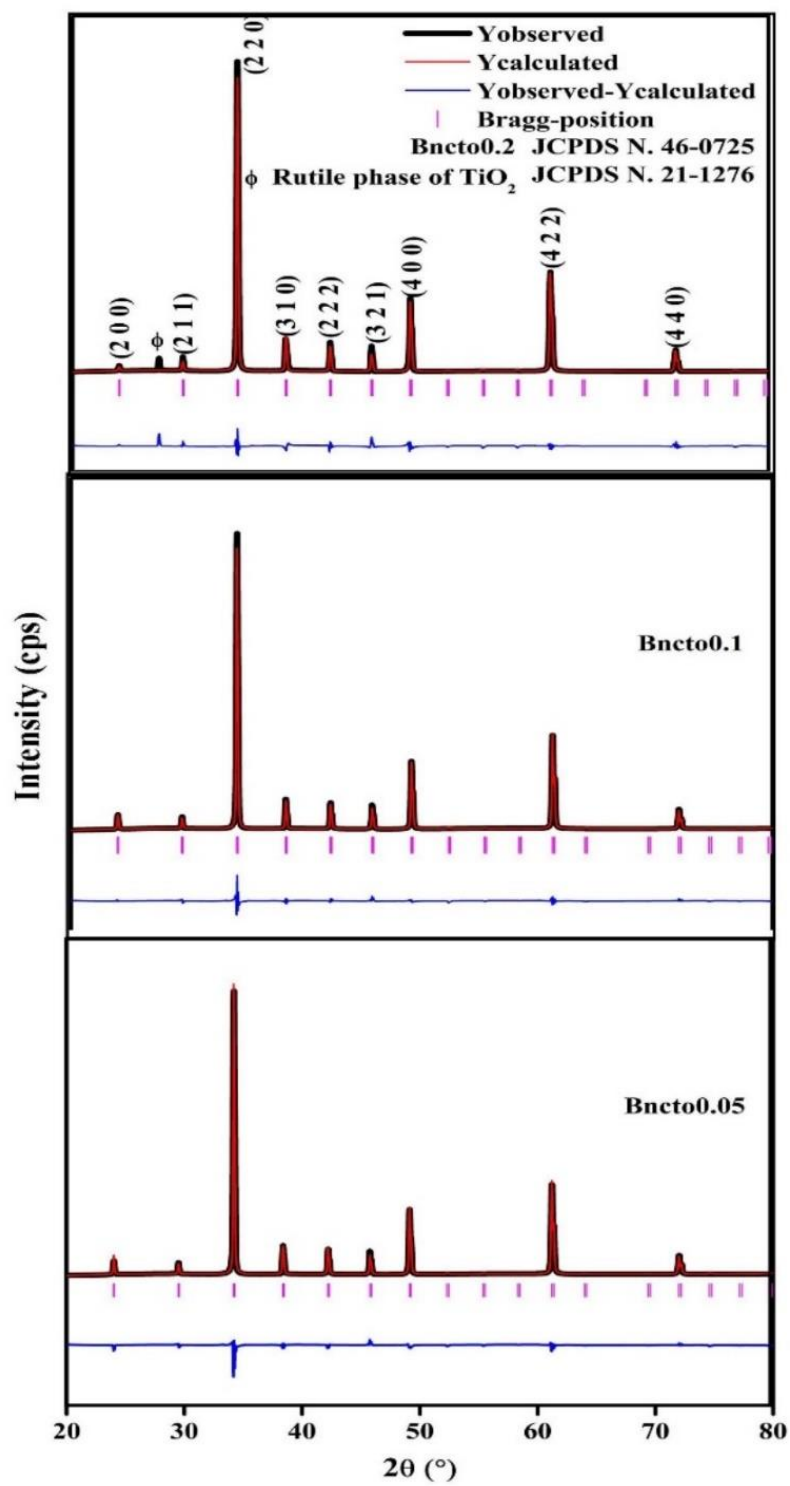 Yobserved
Ycalculated
Yobserved-Ycalculated
Bragg-position
Bncto0.2 JCPDS N. 46-0725
ϕ Rutile phase of TiO₂ JCPDS N. 21-1276
(2 0 0)
ϕ
(2 1 1)
(2 2 0)
(3 1 0)
(2 2 2)
(3 2 1)
(4 0 0)
(4 2 2)
(4 4 0)
Intensity (cps)
Bncto0.1
Bncto0.05
20 30 40 50 60 70 80
2θ (°)